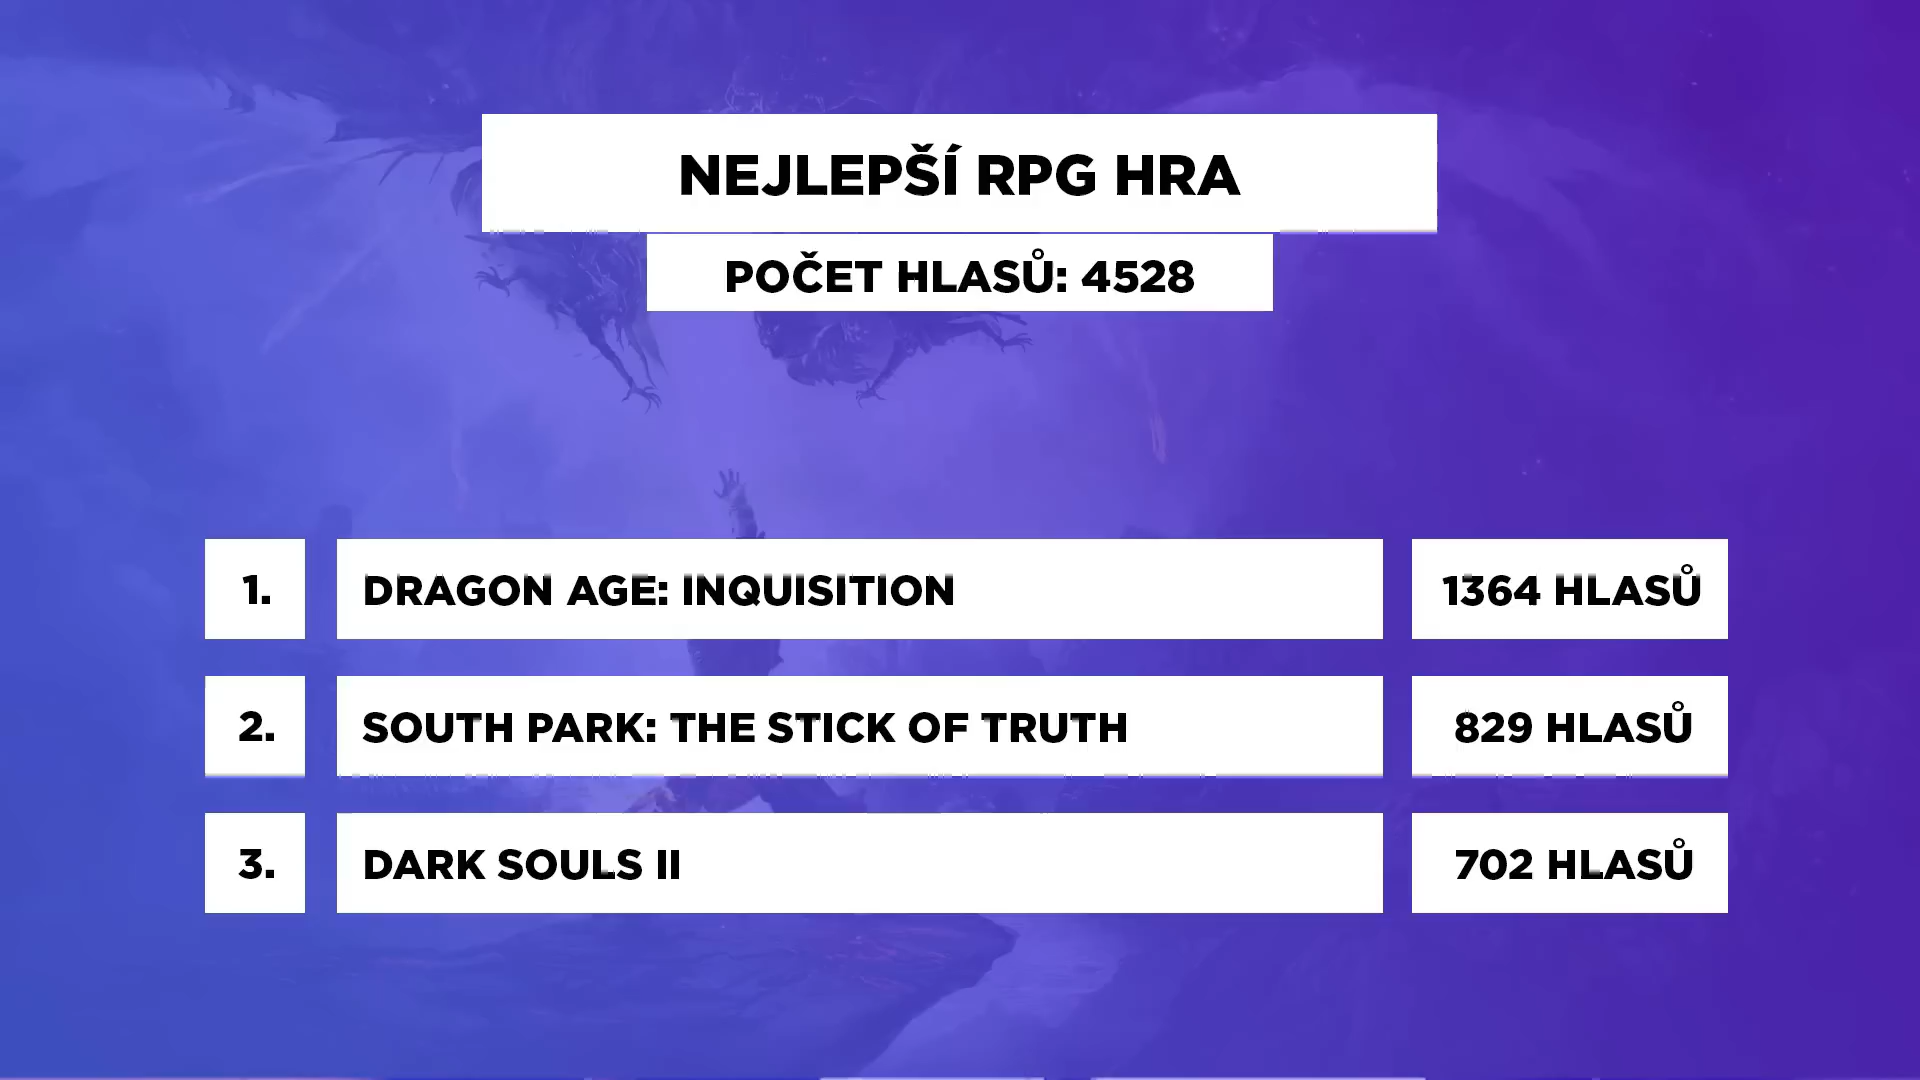 NEJLEPŠÍ RPG HRA
POČET HLASŮ: 4528
1. DRAGON AGE: INQUISITION 1364 HLASŮ
2. SOUTH PARK: THE STICK OF TRUTH 829 HLASŮ
3. DARK SOULS II 702 HLASŮ